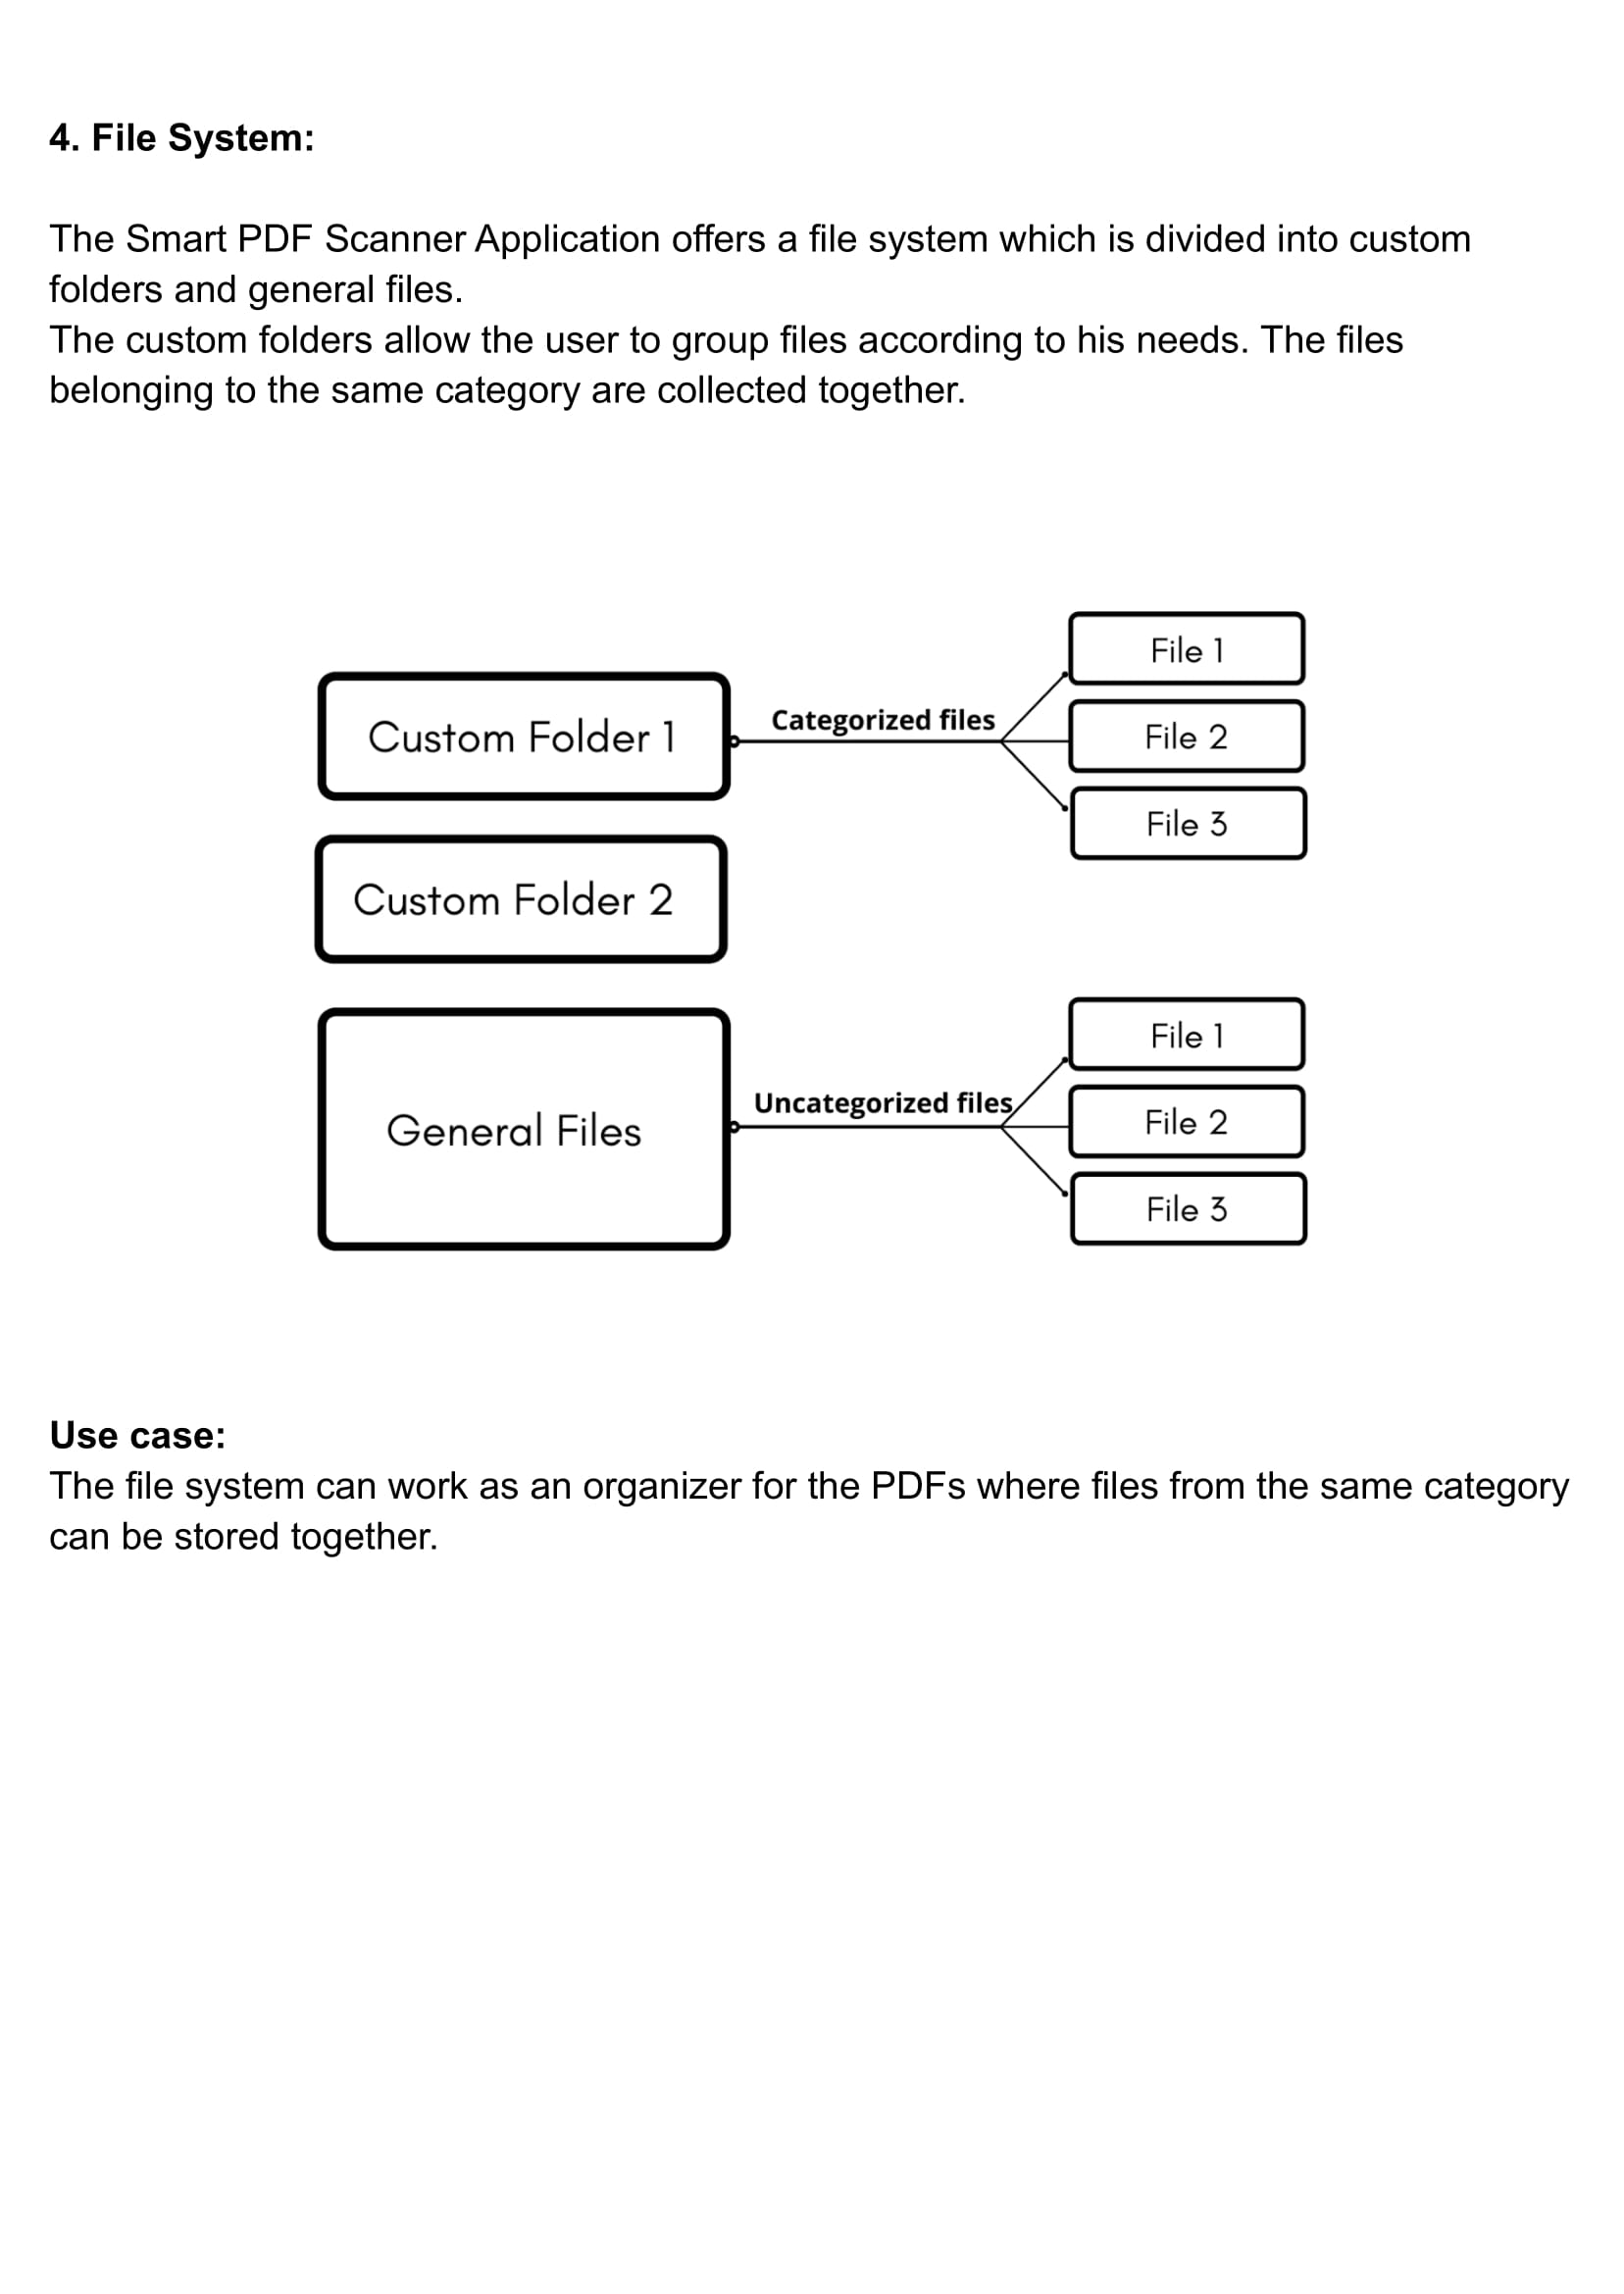 4. File System:
The Smart PDF Scanner Application offers a file system which is divided into custom
folders and general files.
The custom folders allow the user to group files according to his needs. The files
belonging to the same category are collected together.
Custom Folder 1
Categorized files
File 1
File 2
File 3
Custom Folder 2
General Files
Uncategorized files
File 1
File 2
File 3
Use case:
The file system can work as an organizer for the PDFs where files from the same category
can be stored together.